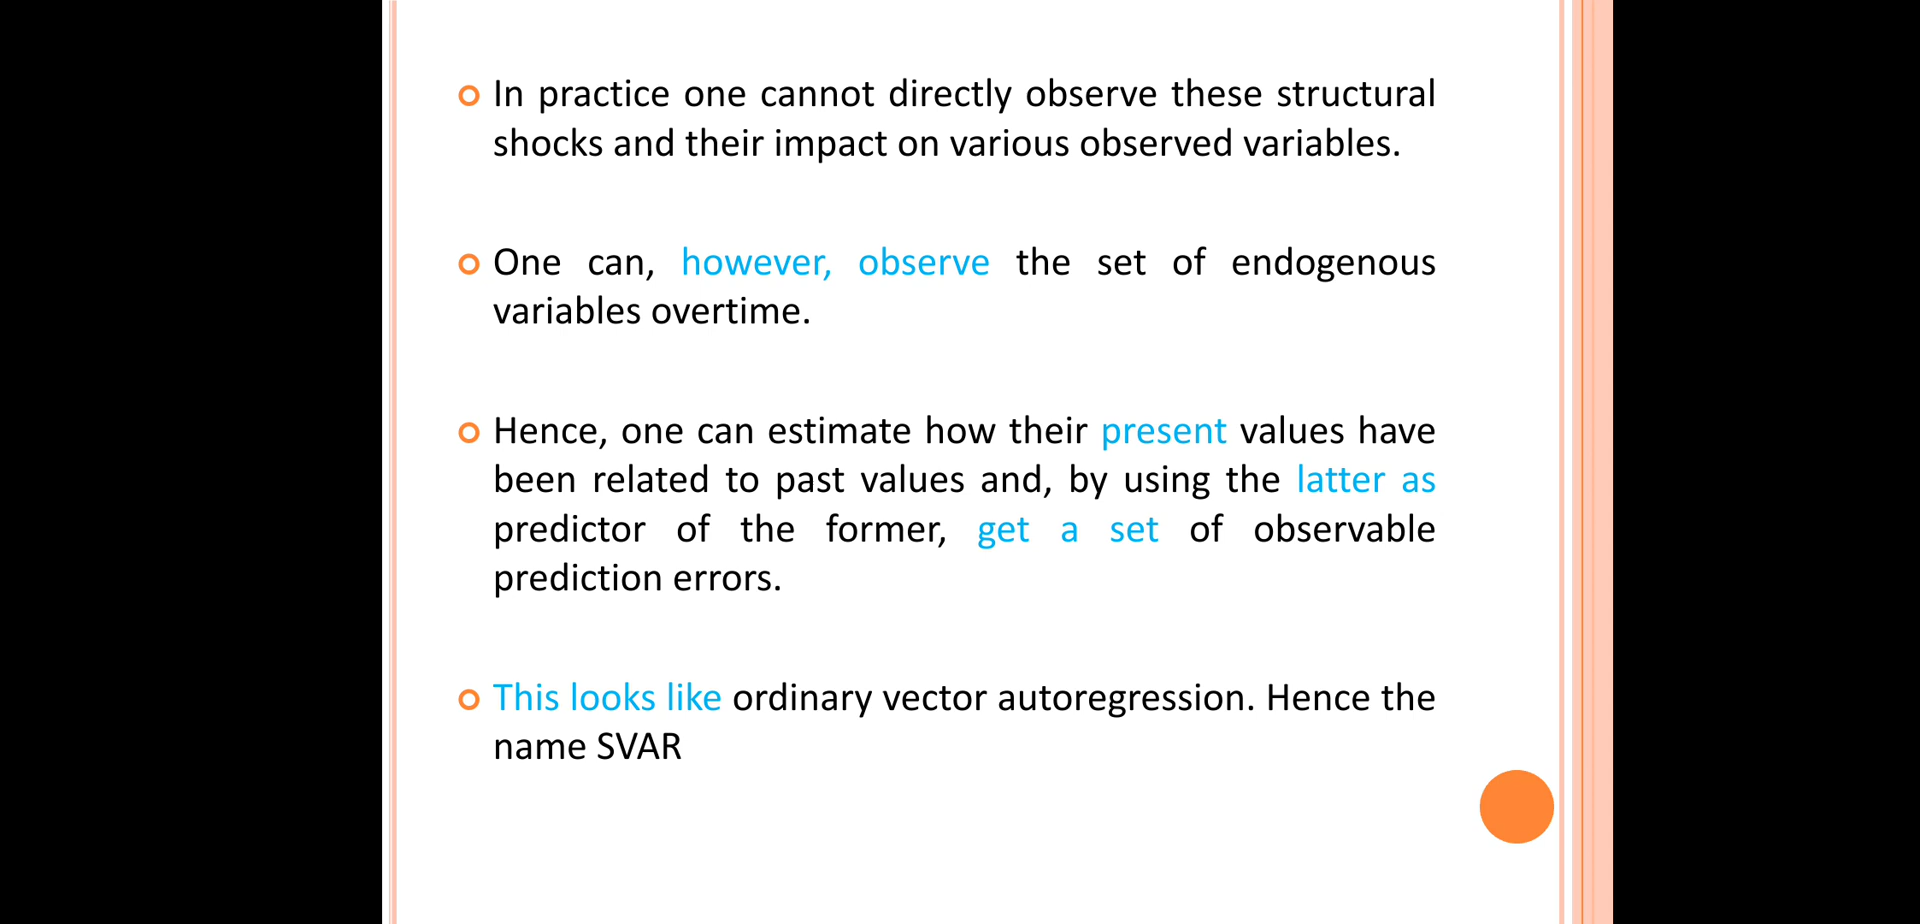 In practice one cannot directly observe these structural
shocks and their impact on various observed variables.
One can, however, observe the set of endogenous
variables overtime.
Hence, one can estimate how their present values have
been related to past values and, by using the latter as
predictor of the former, get a set of observable
prediction errors.
This looks like ordinary vector autoregression. Hence the
name SVAR